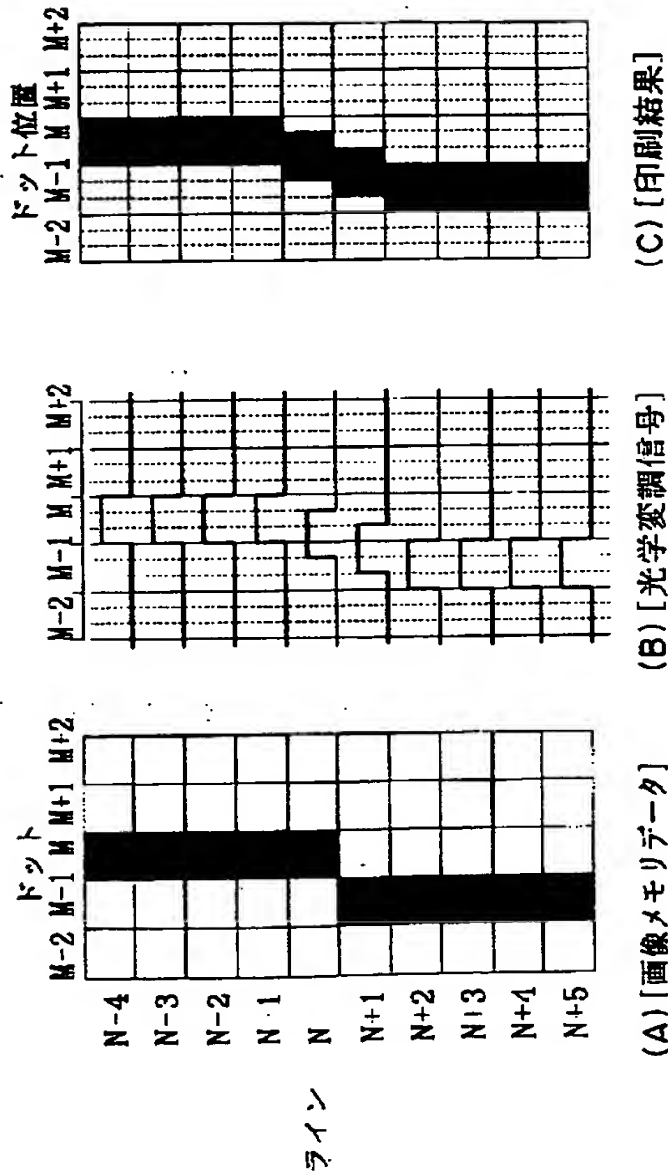 ドット
M-2 M-1 M M+1 M+2
ライン
N-4
N-3
N-2
N-1
N
N+1
N+2
N+3
N+4
N+5
(A)[画像メモリデータ]
M-2 M-1 M M+1 M+2
(B)[光学変調信号]
ドット位置
M-2 M-1 M M+1 M+2
(C)[印刷結果]